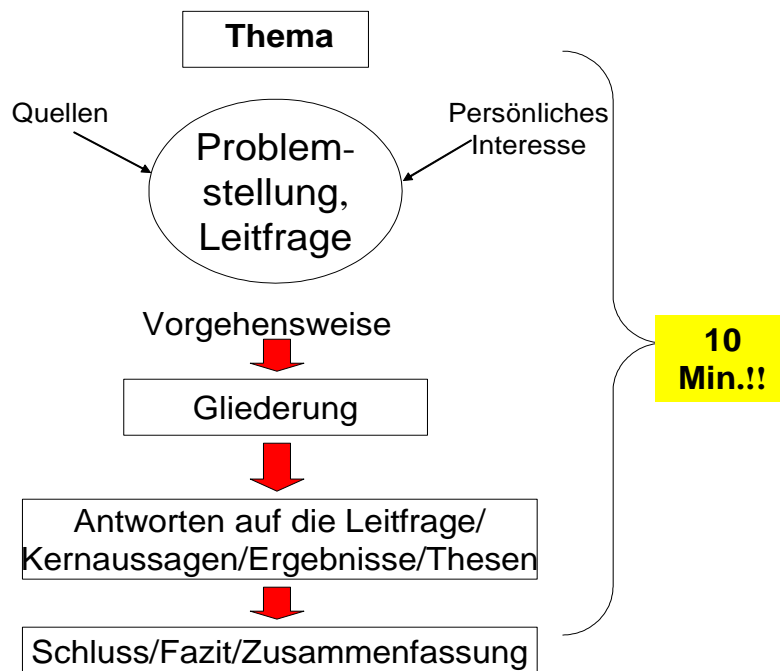 Thema
Quellen
Persönliches
Interesse
Problem-
stellung,
Leitfrage
Vorgehensweise
Gliederung
10
Min.!!
Antworten auf die Leitfrage/
Kernaussagen/Ergebnisse/Thesen
Schluss/Fazit/Zusammenfassung